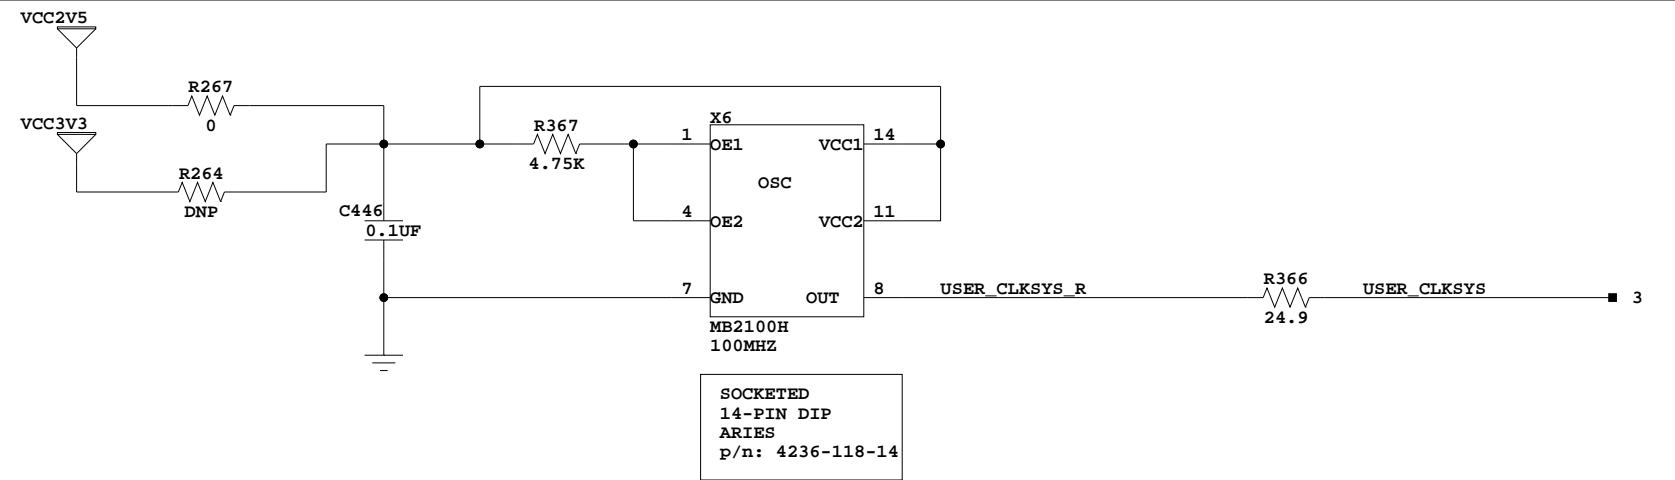 VCC2V5
R267
0
VCC3V3
R264
DNP
C446
0.1UF
R367
4.75K
X6
1
OE1
VCC1
14
OSC
4
OE2
VCC2
11
7
GND
OUT
8
MB2100H
100MHZ
USER_CLKSYS_R
R366
24.9
USER_CLKSYS
3
SOCKETED
14-PIN DIP
ARIES
p/n: 4236-118-14